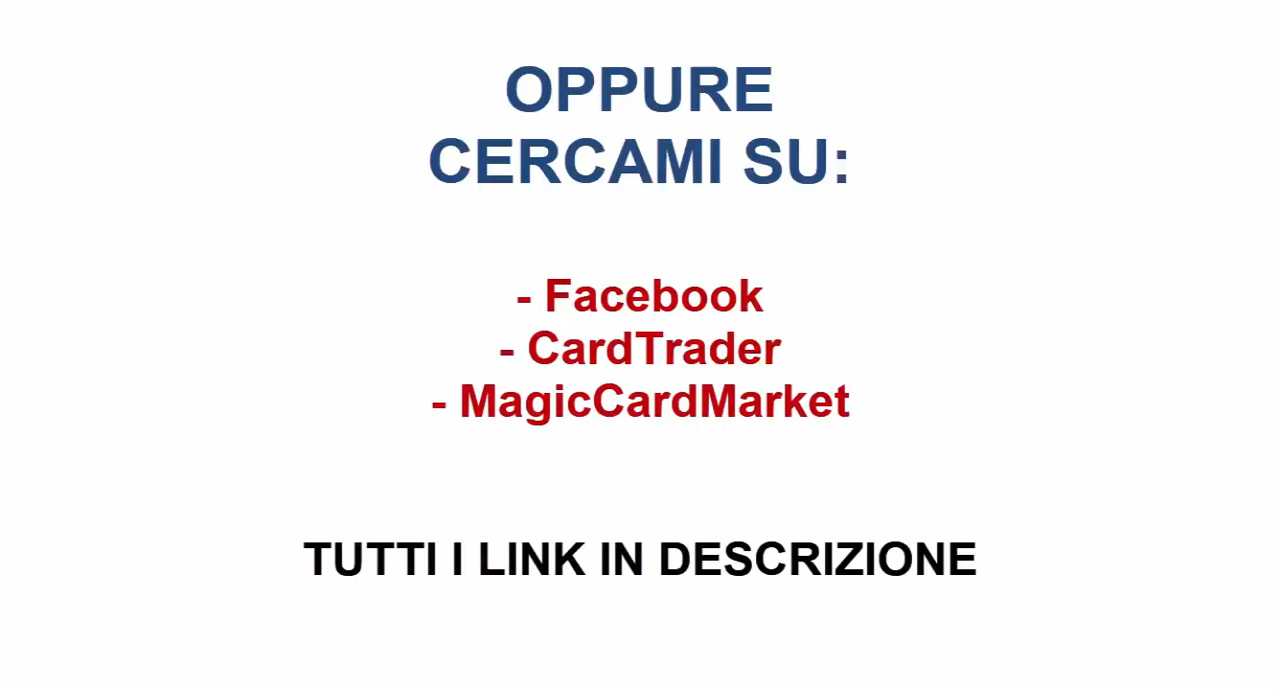 OPPURE
CERCAMI SU:
- Facebook
- CardTrader
- MagicCardMarket
TUTTI I LINK IN DESCRIZIONE